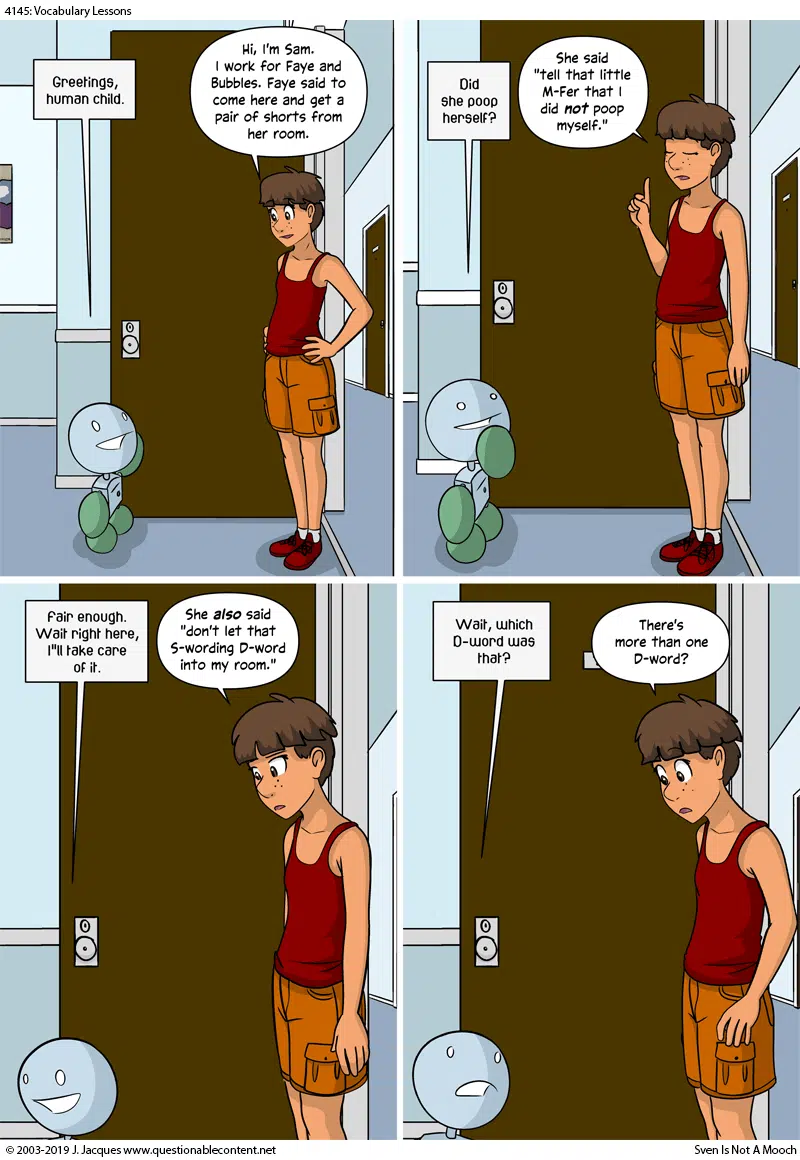 4145: Vocabulary Lessons
Greetings,
human child.
Hi, I'm Sam.
I work for Faye and
Bubbles. Faye said to
come here and get a
pair of shorts from
her room.
Did
she poop
herself?
She said
"tell that little
M-Fer that I
did not poop
myself."
Fair enough.
Wait right here,
I"ll take care
of it.
She also said
"don't let that
S-wording D-word
into my room."
Wait, which
D-word was
that?
There's
more than one
D-word?
© 2003-2019 J. Jacques www.questionablecontent.net
Sven Is Not A Mooch